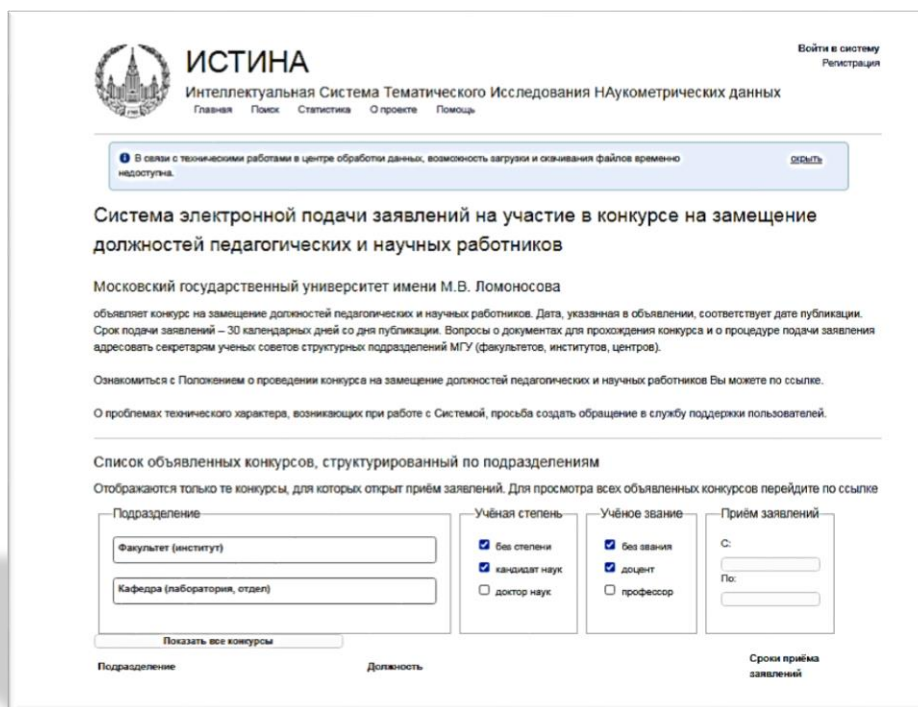 Войти в систему
Регистрация
ИСТИНА
Интеллектуальная Система Тематического Исследования НАукометрических данных
Главная Поиск Статистика О проекте Помощь
В связи с техническими работами в центре обработки данных, возможность загрузки и скачивания файлов временно
недоступна.
скрыть
Система электронной подачи заявлений на участие в конкурсе на замещение
должностей педагогических и научных работников
Московский государственный университет имени М.В. Ломоносова
объявляет конкурс на замещение должностей педагогических и научных работников. Дата, указанная в объявлении, соответствует дате публикации.
Срок подачи заявлений – 30 календарных дней со дня публикации. Вопросы о документах для прохождения конкурса и о процедуре подачи заявления
адресовать секретарям ученых советов структурных подразделений МГУ (факультетов, институтов, центров).
Ознакомиться с Положением о проведении конкурса на замещение должностей педагогических и научных работников Вы можете по ссылке.
О проблемах технического характера, возникающих при работе с Системой, просьба создать обращение в службу поддержки пользователей.
Список объявленных конкурсов, структурированный по подразделениям
Отображаются только те конкурсы, для которых открыт приём заявлений. Для просмотра всех объявленных конкурсов перейдите по ссылке
Подразделение
Факультет (институт)
Кафедра (лаборатория, отдел)
Учёная степень
без степени
кандидат наук
доктор наук
Учёное звание
без звания
доцент
профессор
Приём заявлений
С:
По:
Показать все конкурсы
Подразделение
Должность
Сроки приёма
заявлений